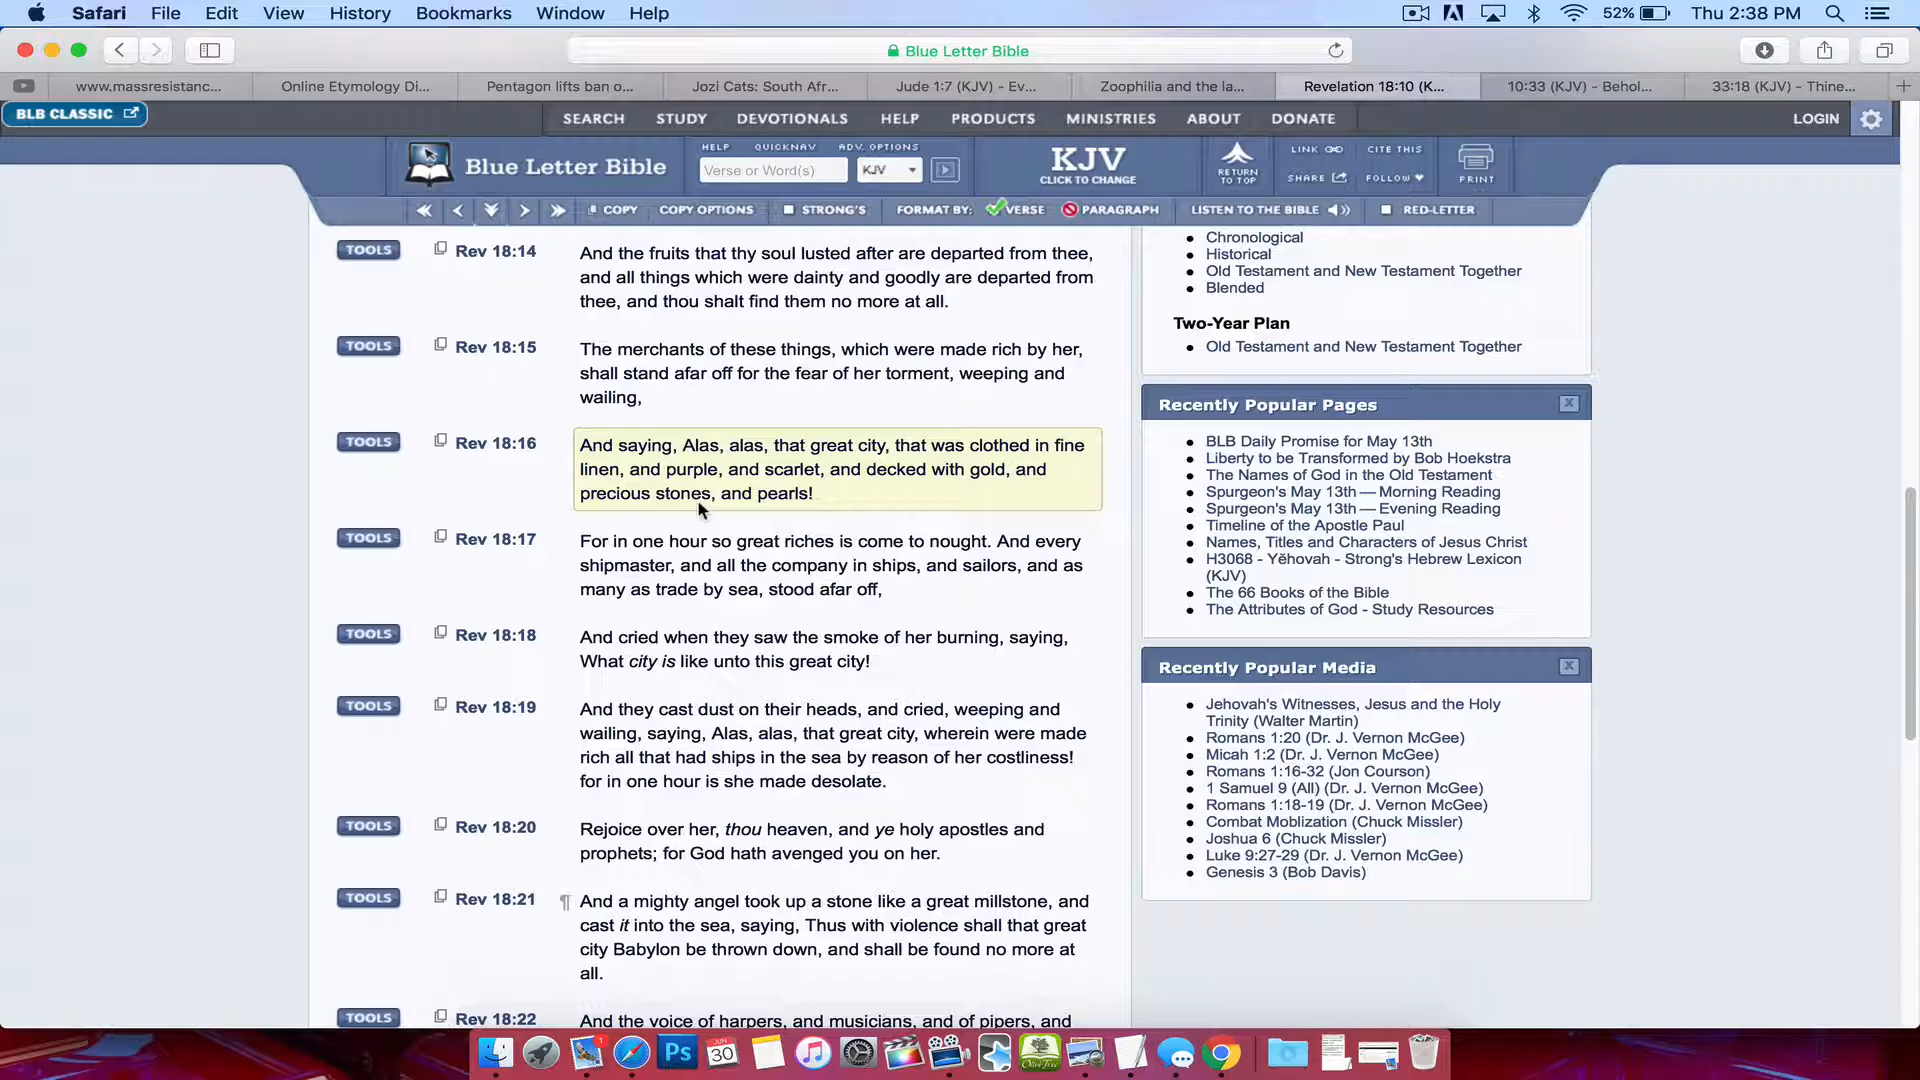 Safari File Edit View History Bookmarks Window Help 52% Thu 2:38 PM
Blue Letter Bible
www.massresistanc... Online Etymology Di... Pentagon lifts ban o... Jozi Cats: South Afr... Jude 1:7 (KJV) - Ev... Zoophilia and the la... Revelation 18:10 (K... 10:33 (KJV) - Behol... 33:18 (KJV) - Thine...
BLB CLASSIC SEARCH STUDY DEVOTIONALS HELP PRODUCTS MINISTRIES ABOUT DONATE LOGIN
HELP QUICKNAV ADV. OPTIONS
Blue Letter Bible Verse or Word(s) KJV
KJV
CLICK TO CHANGE
RETURN
TO TOP
LINK CITE THIS
SHARE FOLLOW
PRINT
COPY COPY OPTIONS STRONG'S FORMAT BY: VERSE PARAGRAPH LISTEN TO THE BIBLE RED-LETTER
TOOLS Rev 18:14 And the fruits that thy soul lusted after are departed from thee,
and all things which were dainty and goodly are departed from
thee, and thou shalt find them no more at all.
TOOLS Rev 18:15 The merchants of these things, which were made rich by her,
shall stand afar off for the fear of her torment, weeping and
wailing,
TOOLS Rev 18:16 And saying, Alas, alas, that great city, that was clothed in fine
linen, and purple, and scarlet, and decked with gold, and
precious stones, and pearls!
TOOLS Rev 18:17 For in one hour so great riches is come to nought. And every
shipmaster, and all the company in ships, and sailors, and as
many as trade by sea, stood afar off,
TOOLS Rev 18:18 And cried when they saw the smoke of her burning, saying,
What city is like unto this great city!
TOOLS Rev 18:19 And they cast dust on their heads, and cried, weeping and
wailing, saying, Alas, alas, that great city, wherein were made
rich all that had ships in the sea by reason of her costliness!
for in one hour is she made desolate.
TOOLS Rev 18:20 Rejoice over her, thou heaven, and ye holy apostles and
prophets; for God hath avenged you on her.
TOOLS Rev 18:21 ¶ And a mighty angel took up a stone like a great millstone, and
cast it into the sea, saying, Thus with violence shall that great
city Babylon be thrown down, and shall be found no more at
all.
TOOLS Rev 18:22 And the voice of harpers, and musicians, and of pipers, and
Chronological
Historical
Old Testament and New Testament Together
Blended
Two-Year Plan
Old Testament and New Testament Together
Recently Popular Pages
BLB Daily Promise for May 13th
Liberty to be Transformed by Bob Hoekstra
The Names of God in the Old Testament
Spurgeon's May 13th — Morning Reading
Spurgeon's May 13th — Evening Reading
Timeline of the Apostle Paul
Names, Titles and Characters of Jesus Christ
H3068 - Yĕhovah - Strong's Hebrew Lexicon
(KJV)
The 66 Books of the Bible
The Attributes of God - Study Resources
Recently Popular Media
Jehovah's Witnesses, Jesus and the Holy
Trinity (Walter Martin)
Romans 1:20 (Dr. J. Vernon McGee)
Micah 1:2 (Dr. J. Vernon McGee)
Romans 1:16-32 (Jon Courson)
1 Samuel 9 (All) (Dr. J. Vernon McGee)
Romans 1:18-19 (Dr. J. Vernon McGee)
Combat Moblization (Chuck Missler)
Joshua 6 (Chuck Missler)
Luke 9:27-29 (Dr. J. Vernon McGee)
Genesis 3 (Bob Davis)
1 Ps JUN 30 Olive Tree